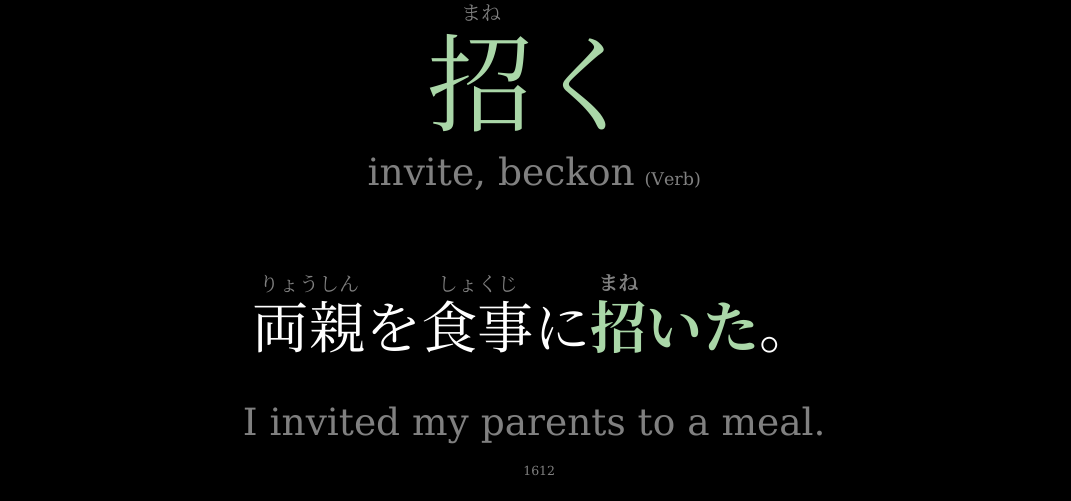 まね
招く
invite, beckon (Verb)
りょうしん しょくじ まね
両親を食事に招いた。
I invited my parents to a meal.
1612